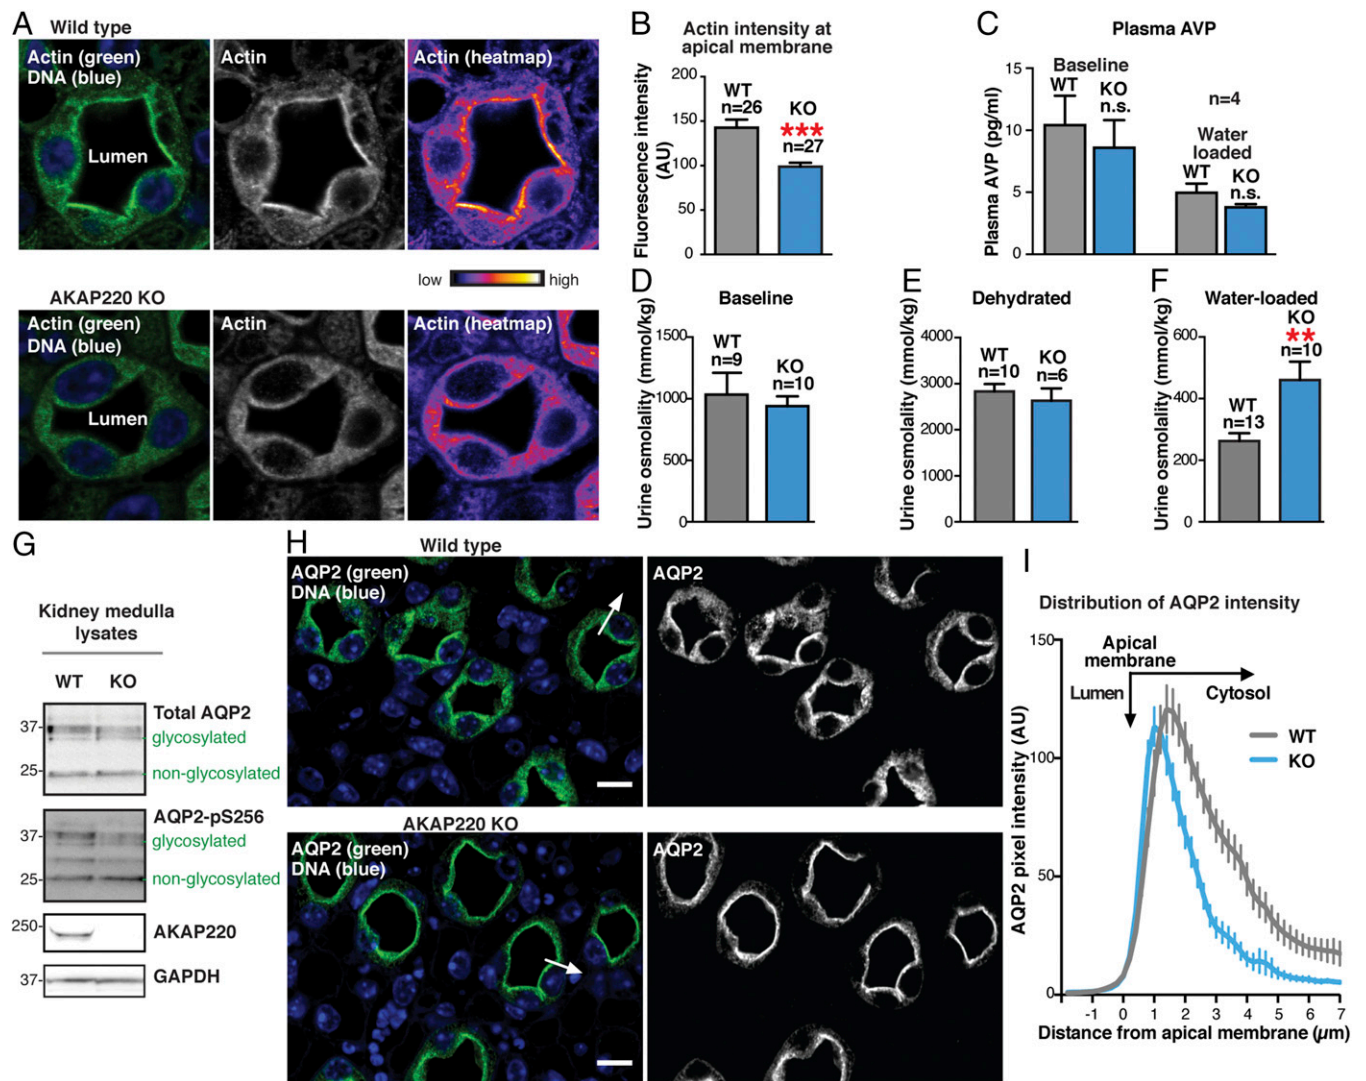 A
Wild type
Actin (green)
DNA (blue)
Lumen
Actin
Actin (heatmap)
low
high
AKAP220 KO
Actin (green)
DNA (blue)
Lumen
Actin
Actin (heatmap)
B
Actin intensity at
apical membrane
Fluorescence intensity
(AU)
200
150
100
50
0
WT
n=26
KO
***
n=27
C
Plasma AVP
Plasma AVP (pg/ml)
15
10
5
0
Baseline
WT
KO
n.s.
n=4
Water
loaded
WT
KO
n.s.
D
Baseline
Urine osmolality (mmol/kg)
1500
1000
500
0
WT
n=9
KO
n=10
E
Dehydrated
Urine osmolality (mmol/kg)
4000
3000
2000
1000
0
WT
n=10
KO
n=6
F
Water-loaded
Urine osmolality (mmol/kg)
600
400
200
0
WT
n=13
KO
**
n=10
G
Kidney medulla
lysates
WT KO
37-
25-
Total AQP2
glycosylated
non-glycosylated
37-
25-
AQP2-pS256
glycosylated
non-glycosylated
250-
AKAP220
37-
GAPDH
H
Wild type
AQP2 (green)
DNA (blue)
AQP2
AKAP220 KO
AQP2 (green)
DNA (blue)
AQP2
I
Distribution of AQP2 intensity
AQP2 pixel intensity (AU)
150
100
50
0
Apical
membrane
Lumen
Cytosol
WT
KO
-1 0 1 2 3 4 5 6 7
Distance from apical membrane (µm)